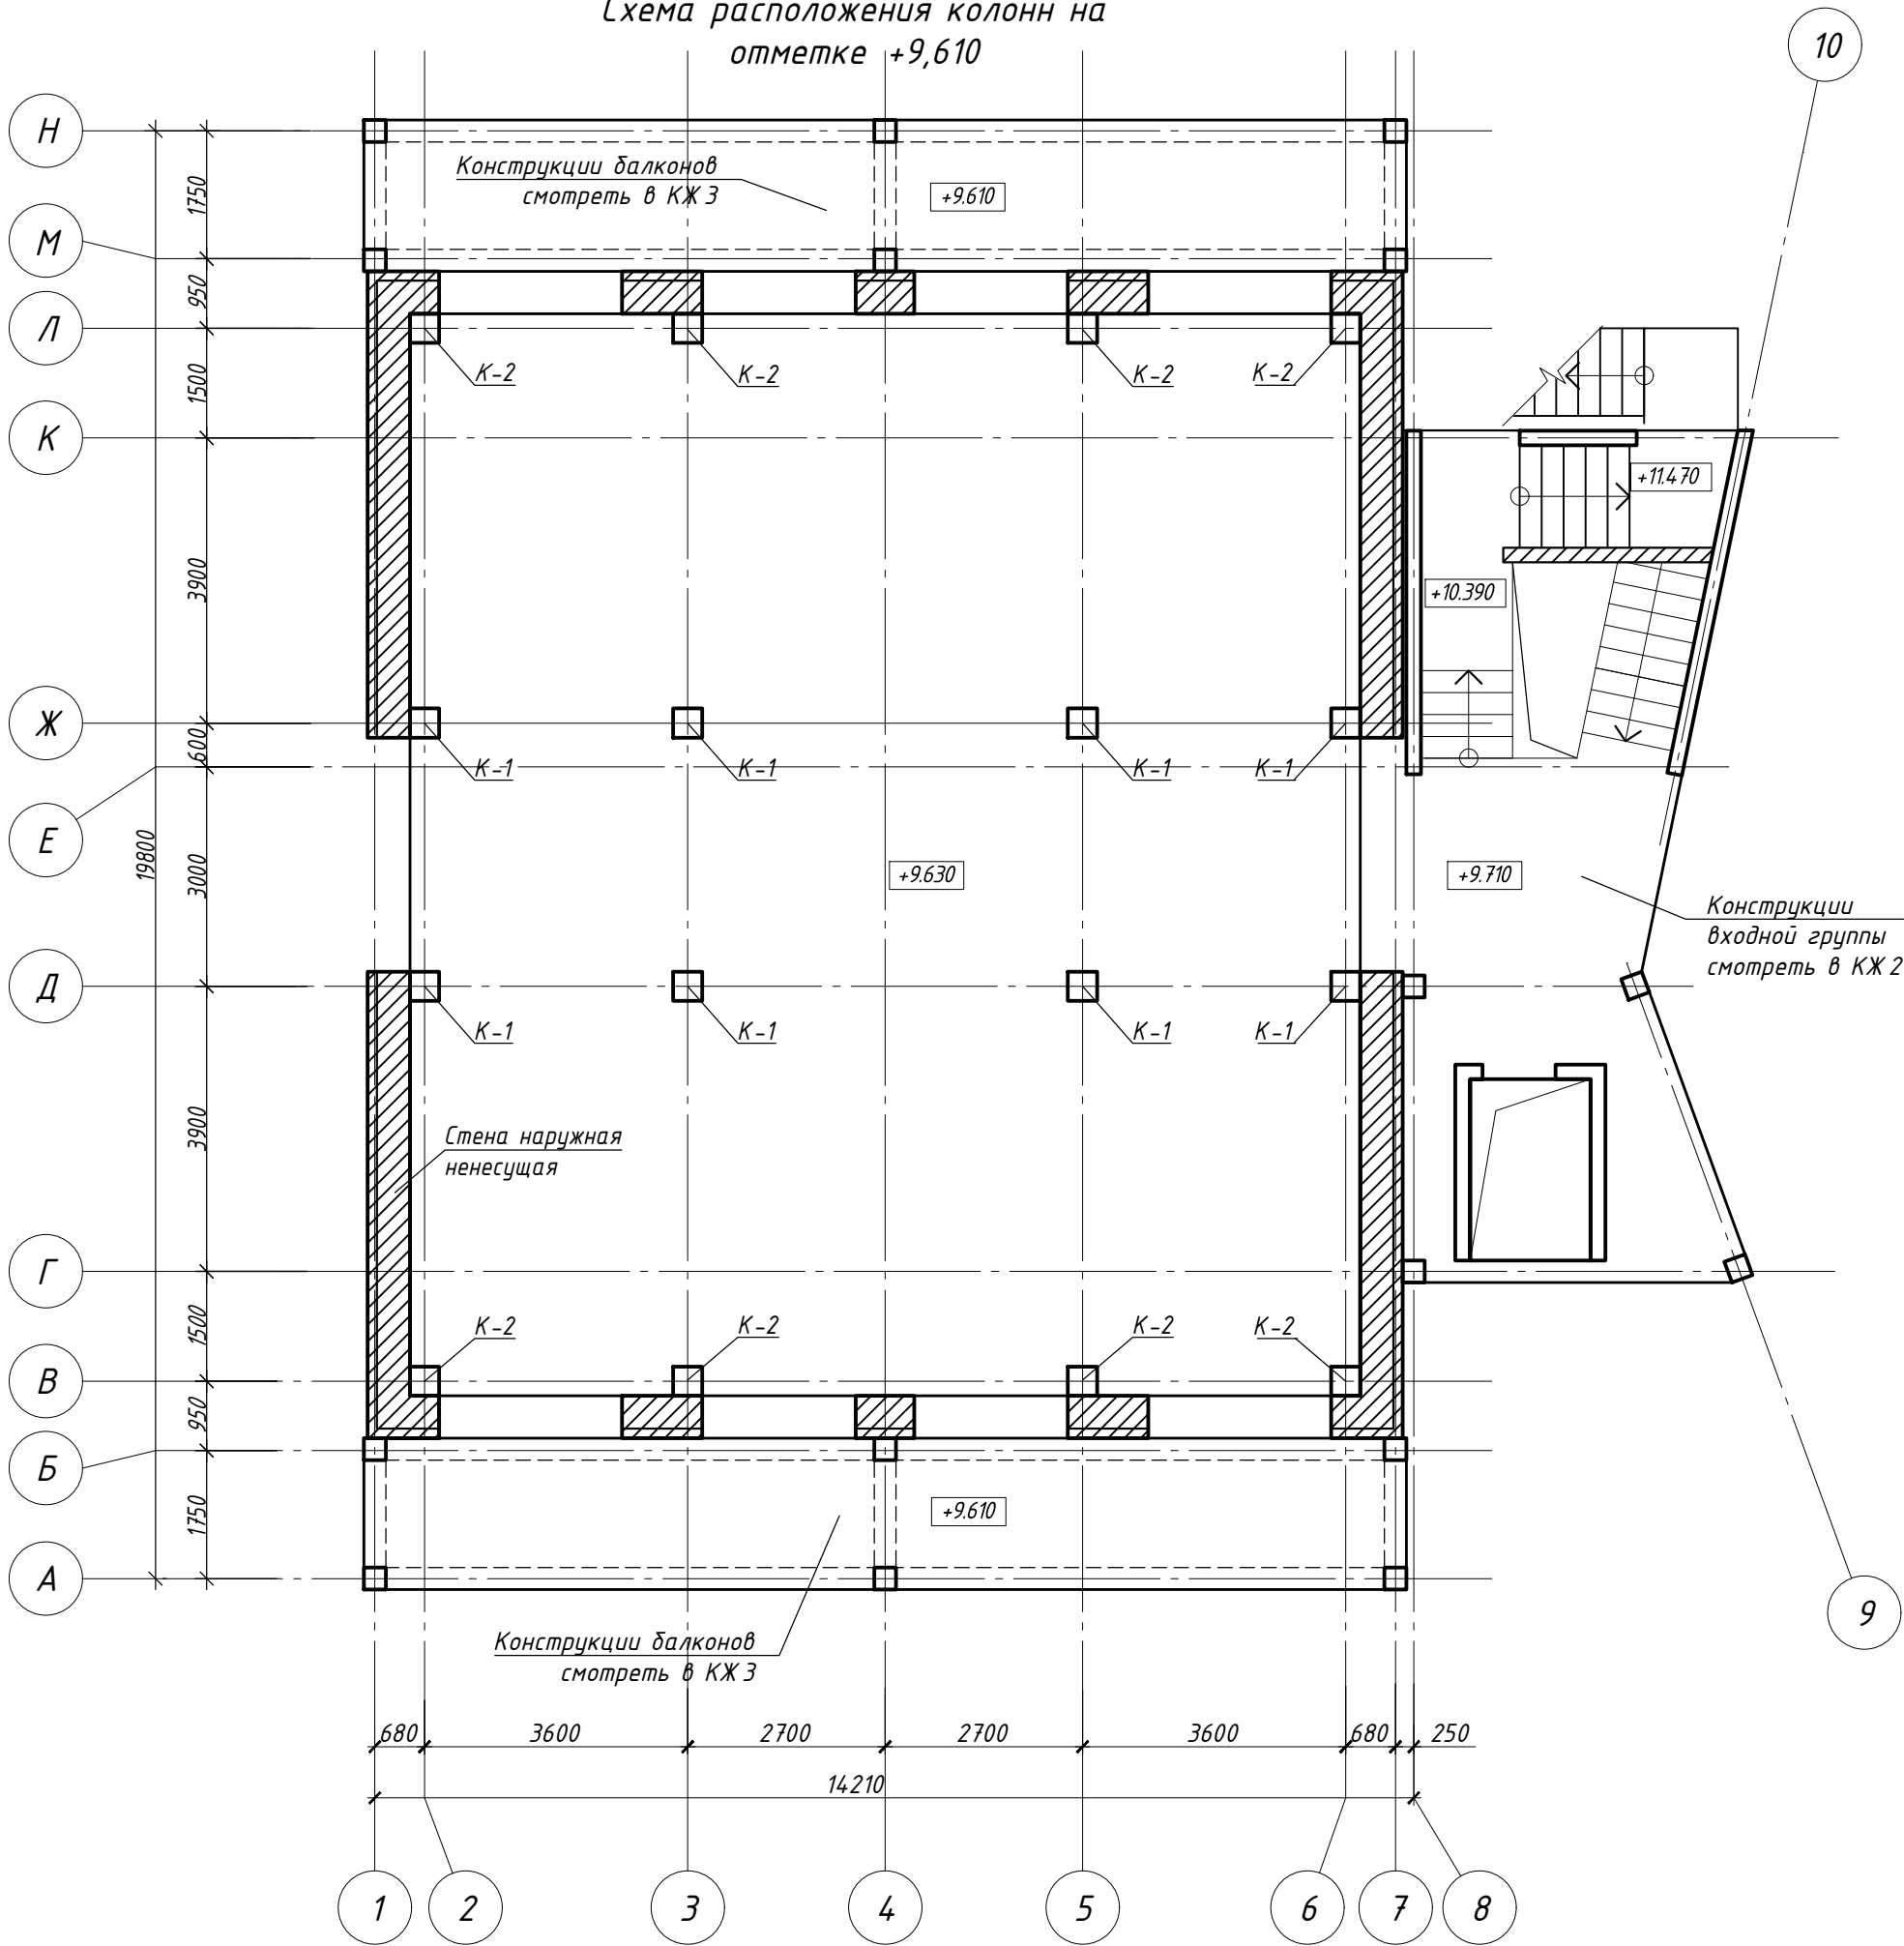 Схема расположения колонн на
отметке +9,610
10
Н
М
Л
К
Ж
Е
Д
Г
В
Б
А
1750
950
1500
3900
600
3000
3900
1500
950
1750
19800
Конструкции балконов
смотреть в КЖ 3
+9.610
К-2
К-2
К-2
К-2
+11.470
+10.390
К-1
К-1
К-1
К-1
+9.630
+9.710
Конструкции
входной группы
смотреть в КЖ 2
К-1
К-1
К-1
К-1
Стена наружная
ненесущая
К-2
К-2
К-2
К-2
+9.610
Конструкции балконов
смотреть в КЖ 3
9
680
3600
2700
2700
3600
680
250
14210
1
2
3
4
5
6
7
8